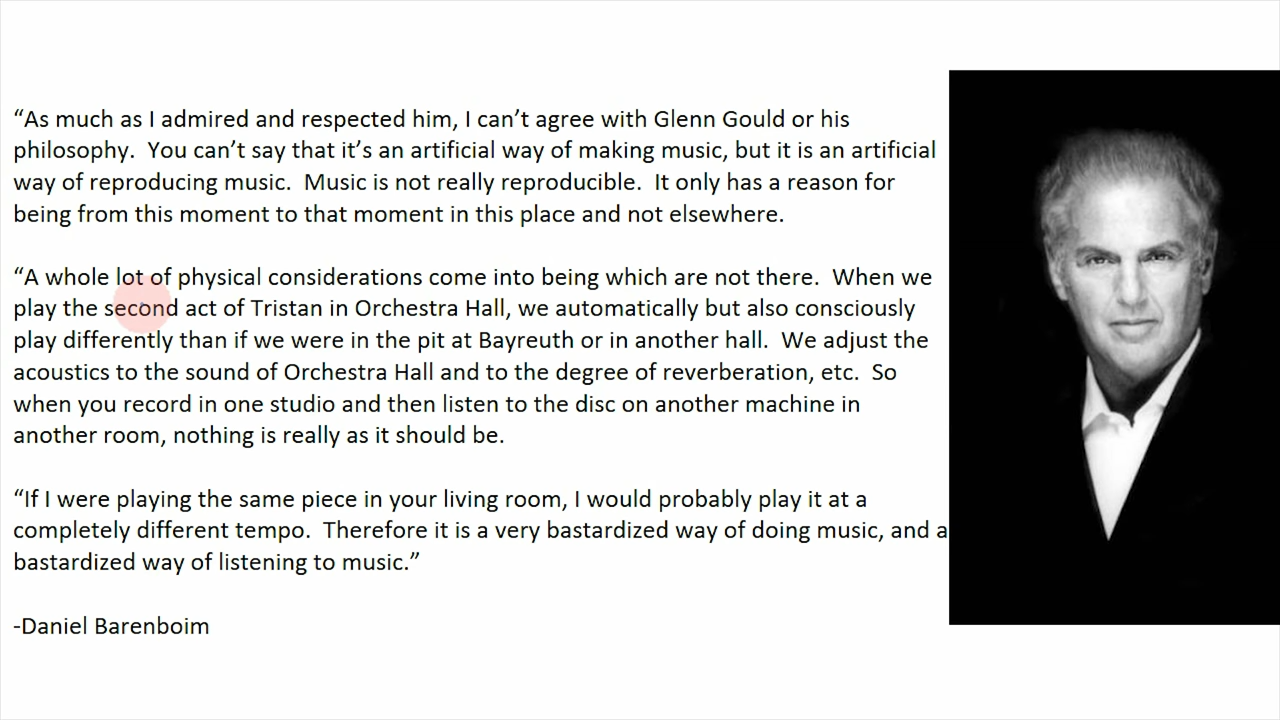 “As much as I admired and respected him, I can’t agree with Glenn Gould or his
philosophy.  You can’t say that it’s an artificial way of making music, but it is an artificial
way of reproducing music.  Music is not really reproducible.  It only has a reason for
being from this moment to that moment in this place and not elsewhere.
“A whole lot of physical considerations come into being which are not there.  When we
play the second act of Tristan in Orchestra Hall, we automatically but also consciously
play differently than if we were in the pit at Bayreuth or in another hall.  We adjust the
acoustics to the sound of Orchestra Hall and to the degree of reverberation, etc.  So
when you record in one studio and then listen to the disc on another machine in
another room, nothing is really as it should be.
“If I were playing the same piece in your living room, I would probably play it at a
completely different tempo.  Therefore it is a very bastardized way of doing music, and a
bastardized way of listening to music.”
-Daniel Barenboim